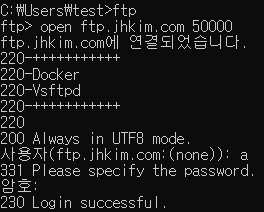 C:₩Users₩test>ftp
ftp> open ftp.jhkim.com 50000
ftp.jhkim.com에 연결되었습니다.
220-+++++++++++
220-Docker
220-Vsftpd
220-+++++++++++
220
200 Always in UTF8 mode.
사용자(ftp.jhkim.com:(none)): a
331 Please specify the password.
암호:
230 Login successful.